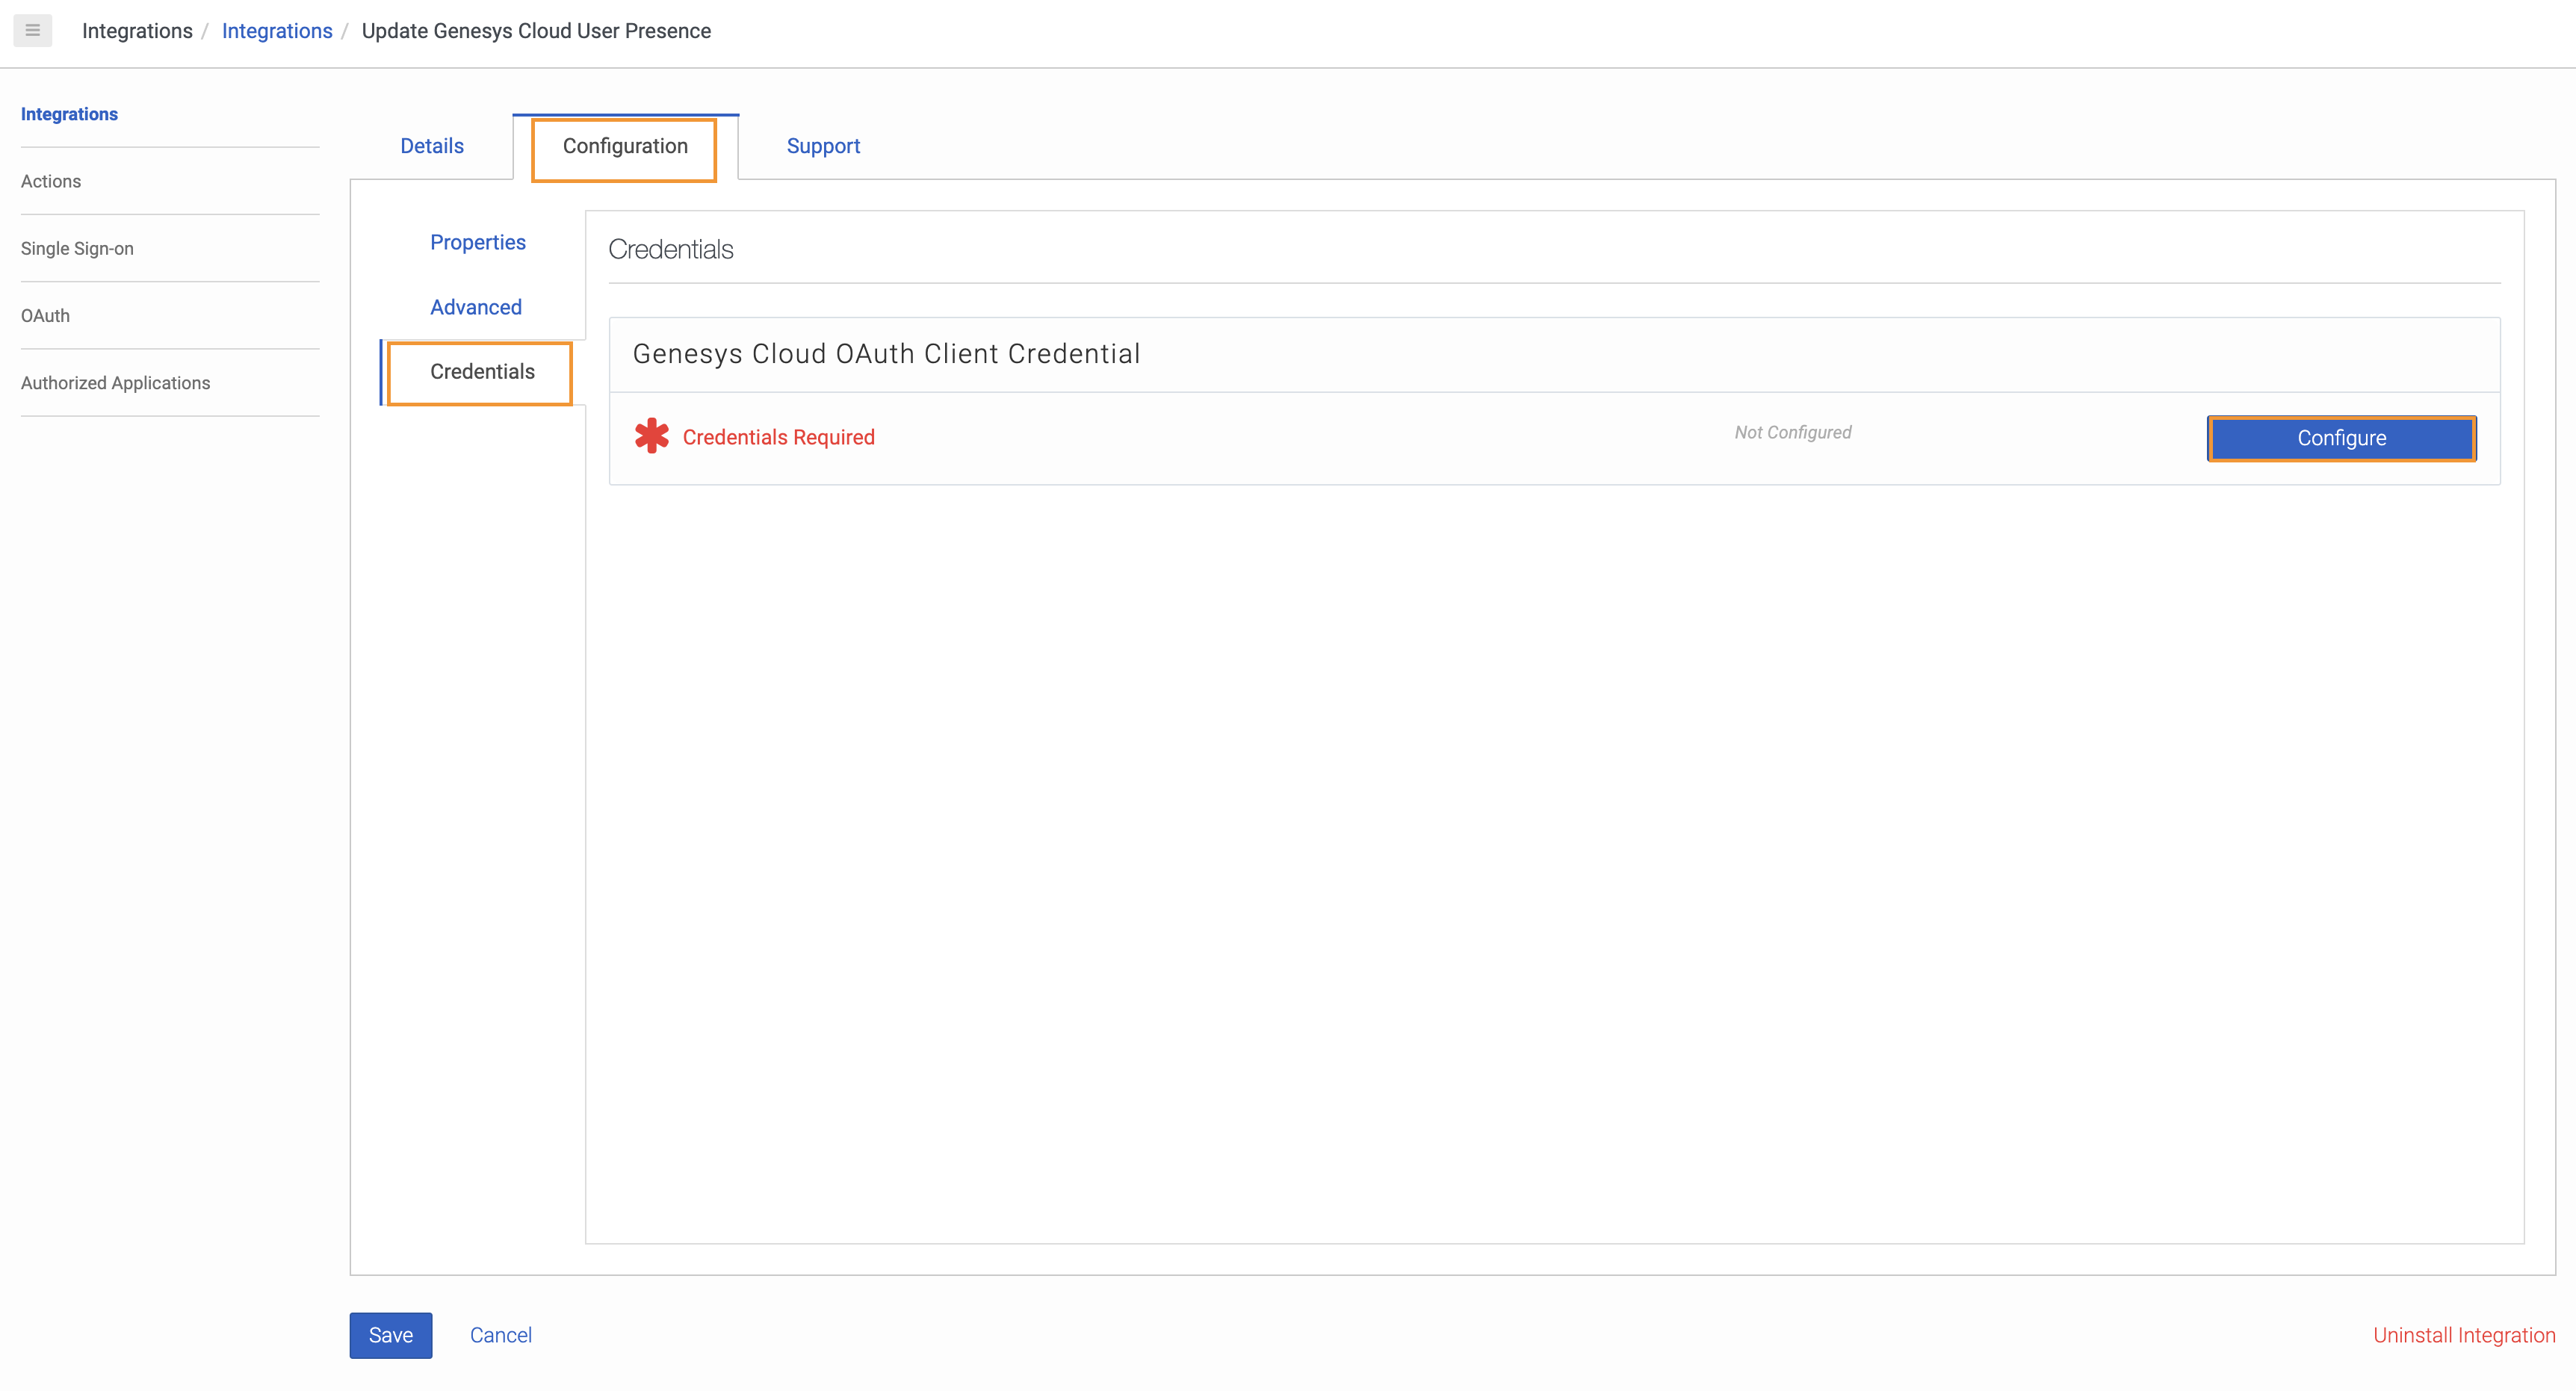 Integrations / Integrations / Update Genesys Cloud User Presence
Integrations
Actions
Single Sign-on
OAuth
Authorized Applications
Details
Configuration
Support
Properties
Advanced
Credentials
Credentials
Genesys Cloud OAuth Client Credential
Credentials Required
Not Configured
Configure
Save
Cancel
Uninstall Integration